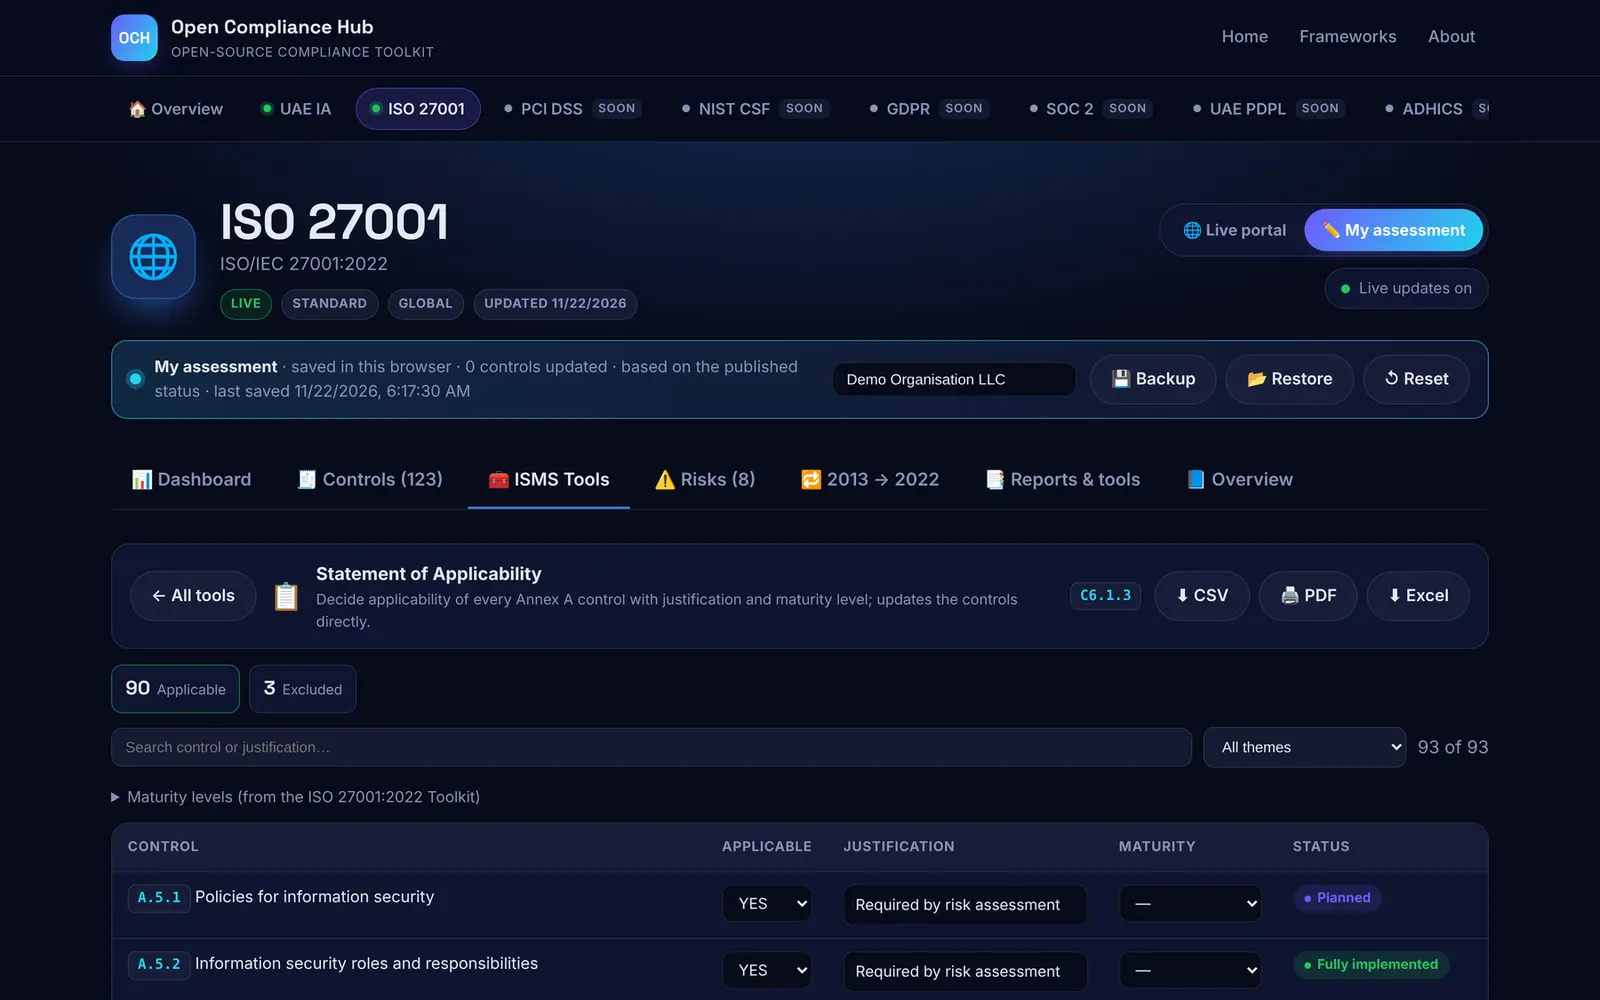 OCH
Open Compliance Hub
OPEN-SOURCE COMPLIANCE TOOLKIT
Home
Frameworks
About
Overview
UAE IA
ISO 27001
PCI DSS SOON
NIST CSF SOON
GDPR SOON
SOC 2 SOON
UAE PDPL SOON
ADHICS
ISO 27001
ISO/IEC 27001:2022
LIVE
STANDARD
GLOBAL
UPDATED 11/22/2026
Live portal
My assessment
Live updates on
My assessment · saved in this browser · 0 controls updated · based on the published
status · last saved 11/22/2026, 6:17:30 AM
Demo Organisation LLC
Backup
Restore
Reset
Dashboard
Controls (123)
ISMS Tools
Risks (8)
2013 → 2022
Reports & tools
Overview
← All tools
Statement of Applicability
Decide applicability of every Annex A control with justification and maturity level; updates the controls
directly.
C6.1.3
CSV
PDF
Excel
90 Applicable
3 Excluded
Search control or justification…
All themes
93 of 93
Maturity levels (from the ISO 27001:2022 Toolkit)
CONTROL
APPLICABLE
JUSTIFICATION
MATURITY
STATUS
A.5.1 Policies for information security
YES
Required by risk assessment
—
Planned
A.5.2 Information security roles and responsibilities
YES
Required by risk assessment
—
Fully implemented